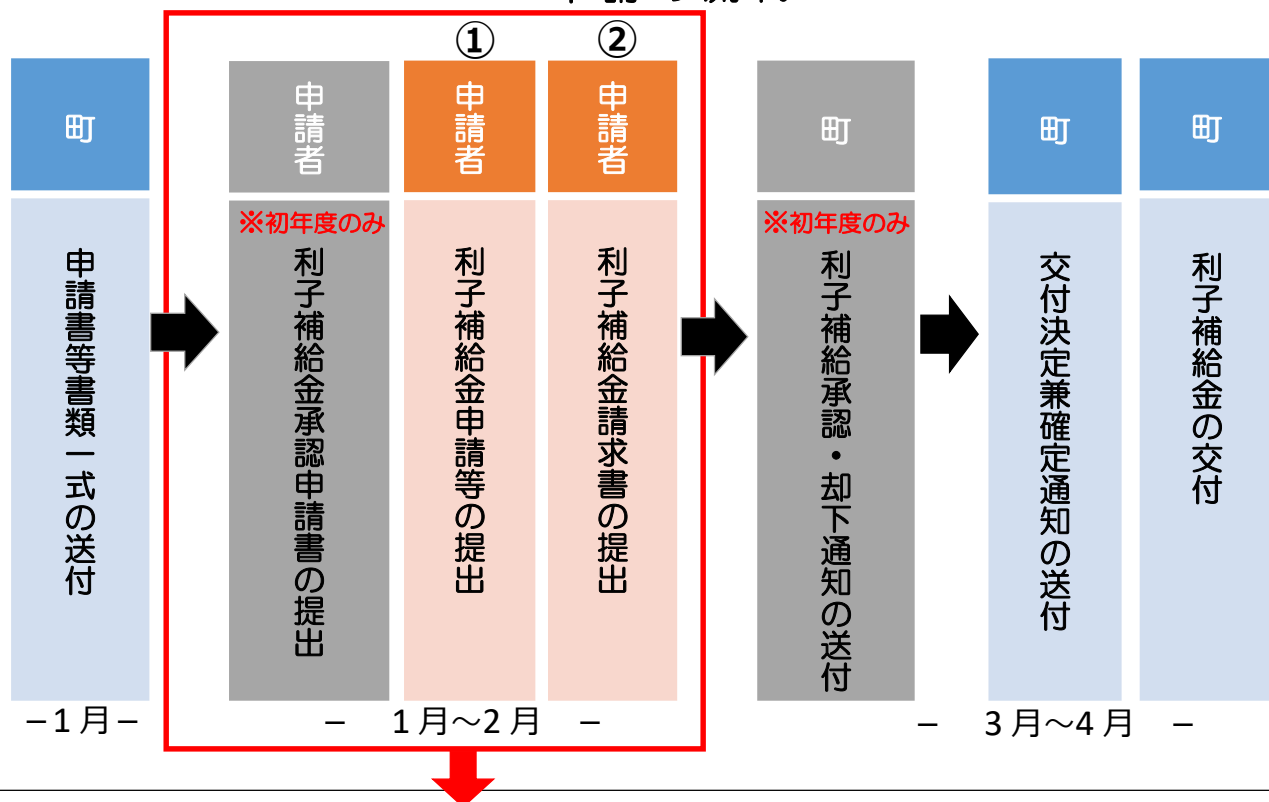 ①
②
町
申請者
申請者
申請者
町
町
町
申請書等書類一式の送付
※初年度のみ
利子補給金承認申請書の提出
利子補給金申請等の提出
利子補給金請求書の提出
※初年度のみ
利子補給承認・却下通知の送付
交付決定兼確定通知の送付
利子補給金の交付
−1月−
− 1月～2月 −
− 3月～4月 −